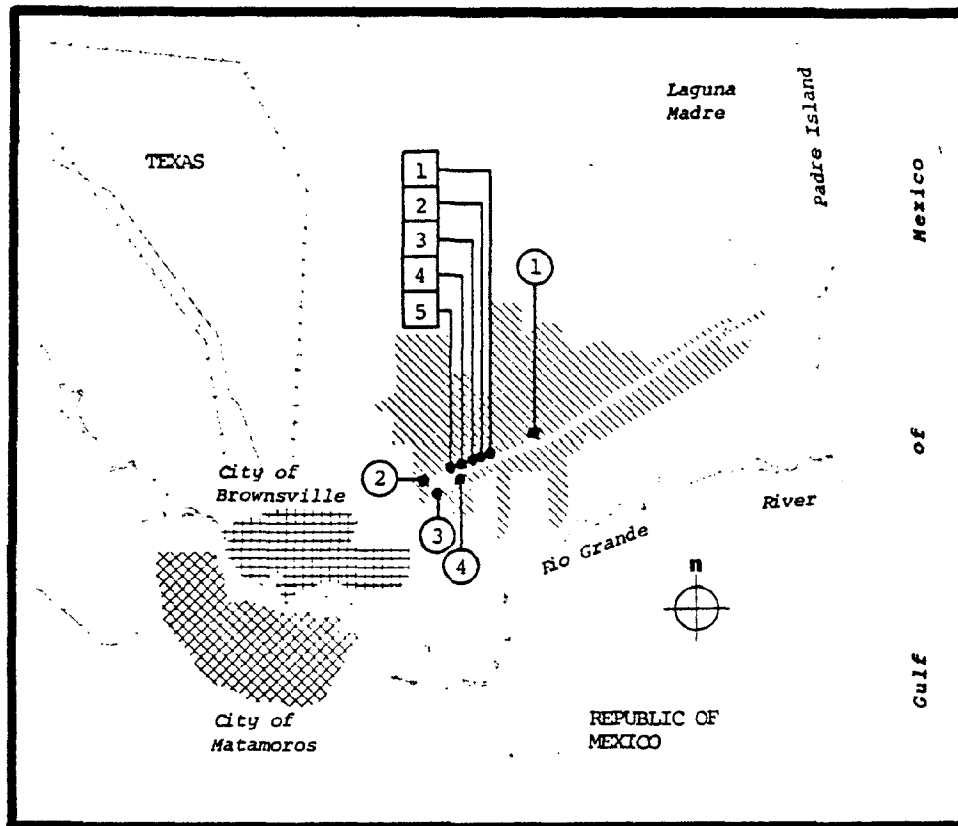 Laguna
Madre
Padre Island
TEXAS
Mexico
1
2
3
4
5
1
of
City of
Brownsville
2
3
4
River
Rio Grande
n
Gulf
City of
Matamoros
REPUBLIC OF
MEXICO